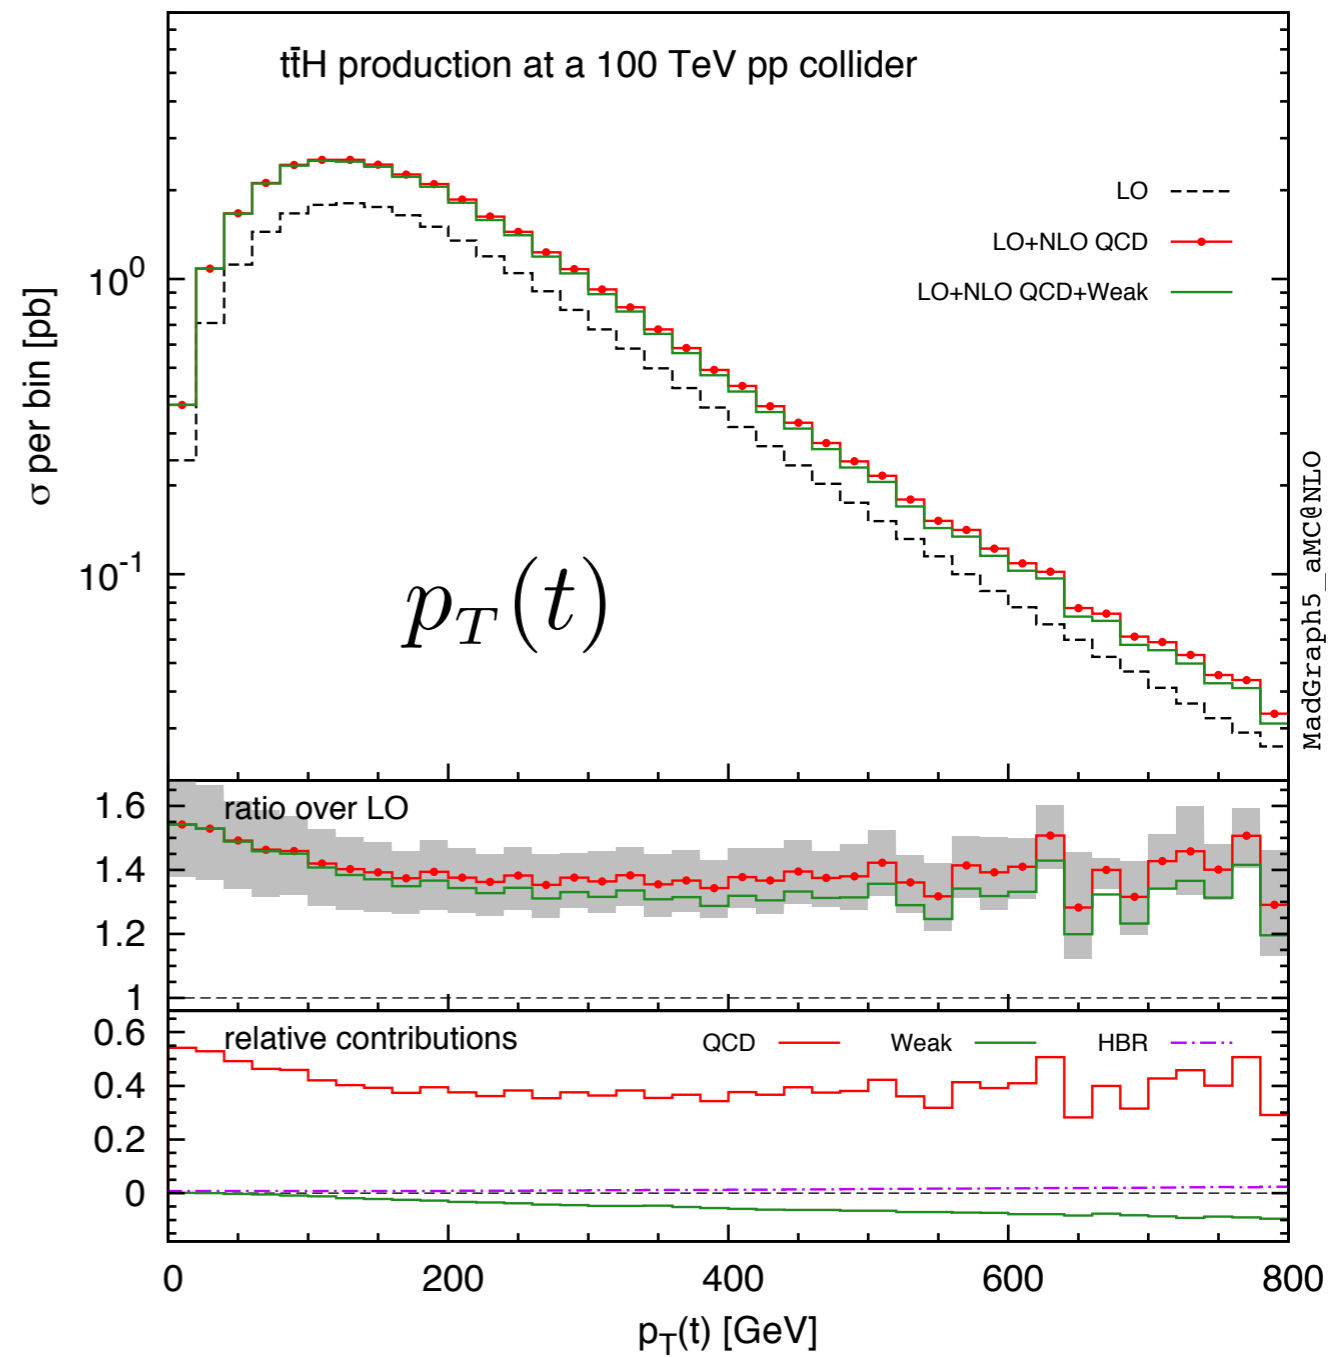 tt̄H production at a 100 TeV pp collider
LO
LO+NLO QCD
LO+NLO QCD+Weak
10⁰
10⁻¹
σ per bin [pb]
p_T(t)
MadGraph5_aMC@NLO
ratio over LO
1.6
1.4
1.2
1
relative contributions
QCD Weak HBR
0.6
0.4
0.2
0
0 200 400 600 800
p_T(t) [GeV]